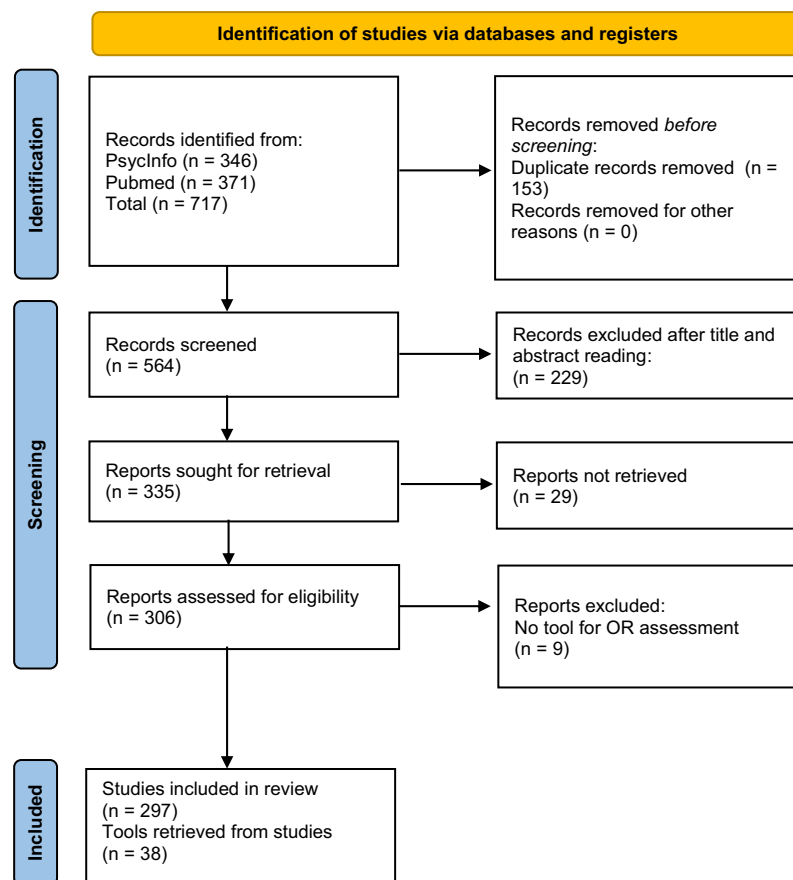 Identification of studies via databases and registers
Identification
Records identified from:
PsycInfo (n = 346)
Pubmed (n = 371)
Total (n = 717)
Records removed before
screening:
Duplicate records removed (n =
153)
Records removed for other
reasons (n = 0)
Screening
Records screened
(n = 564)
Records excluded after title and
abstract reading:
(n = 229)
Reports sought for retrieval
(n = 335)
Reports not retrieved
(n = 29)
Reports assessed for eligibility
(n = 306)
Reports excluded:
No tool for OR assessment
(n = 9)
Included
Studies included in review
(n = 297)
Tools retrieved from studies
(n = 38)